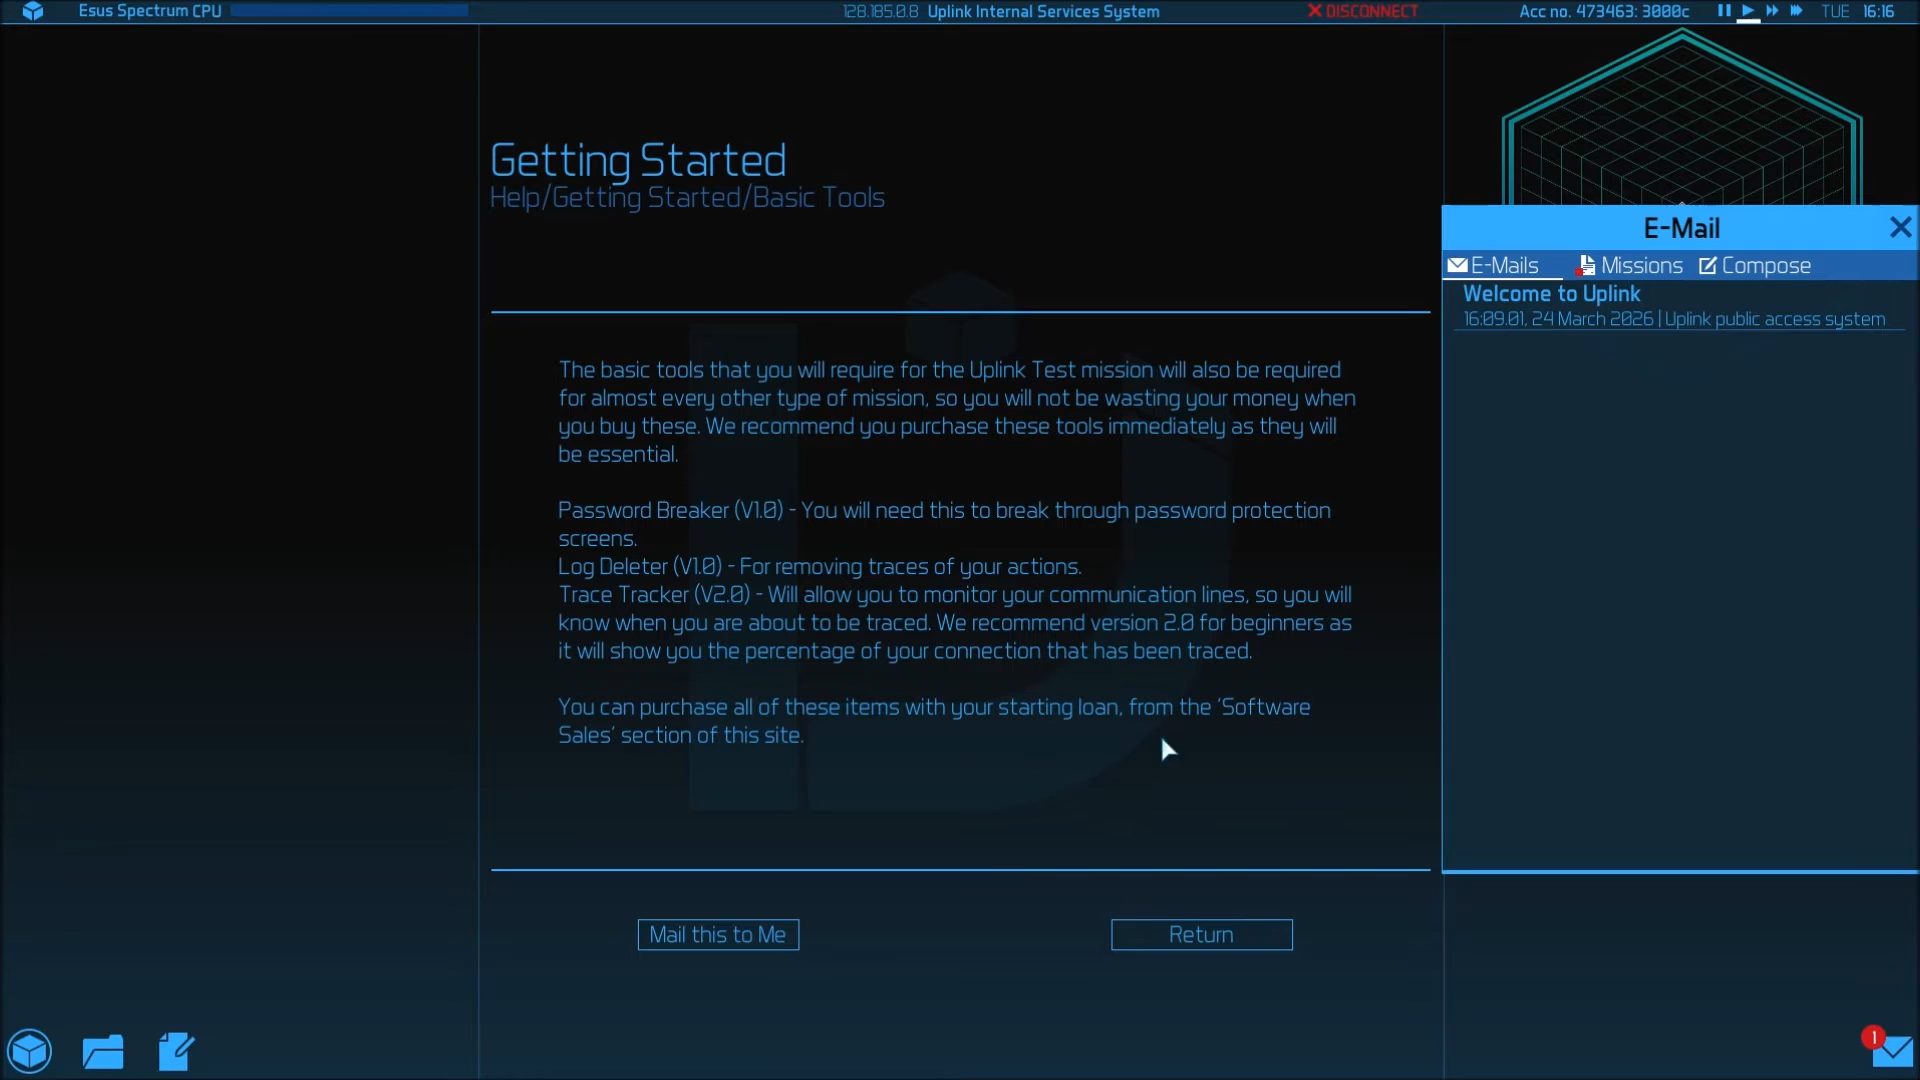 Esus Spectrum CPU
128.185.0.8 Uplink Internal Services System
DISCONNECT
Acc no. 473463: 3000c
TUE 16:16
Getting Started
Help/Getting Started/Basic Tools
The basic tools that you will require for the Uplink Test mission will also be required
for almost every other type of mission, so you will not be wasting your money when
you buy these. We recommend you purchase these tools immediately as they will
be essential.
Password Breaker (V1.0) - You will need this to break through password protection
screens.
Log Deleter (V1.0) - For removing traces of your actions.
Trace Tracker (V2.0) - Will allow you to monitor your communication lines, so you will
know when you are about to be traced. We recommend version 2.0 for beginners as
it will show you the percentage of your connection that has been traced.
You can purchase all of these items with your starting loan, from the 'Software
Sales' section of this site.
Mail this to Me
Return
E-Mail
E-Mails
Missions
Compose
Welcome to Uplink
16:09.01, 24 March 2026 | Uplink public access system
1